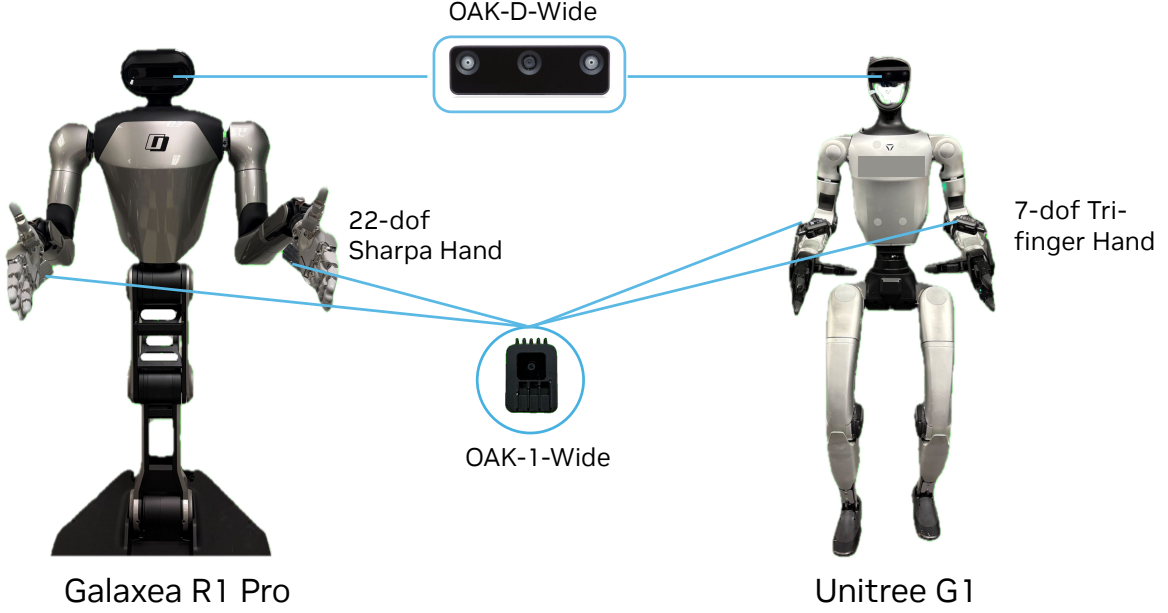 OAK-D-Wide
22-dof
Sharpa Hand
7-dof Tri-
finger Hand
OAK-1-Wide
Galaxea R1 Pro
Unitree G1